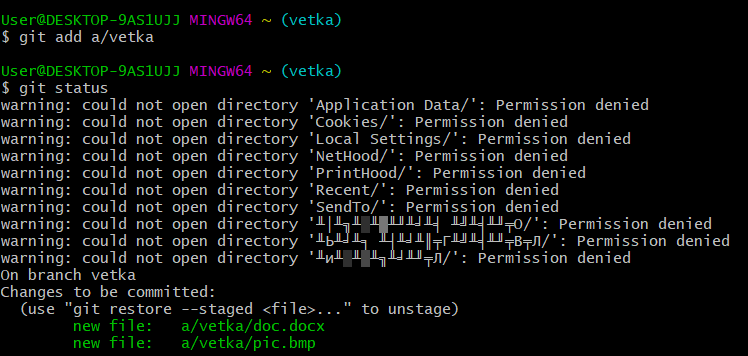 User@DESKTOP-9AS1UJJ MINGW64 ~ (vetka)
$ git add a/vetka
User@DESKTOP-9AS1UJJ MINGW64 ~ (vetka)
$ git status
warning: could not open directory 'Application Data/': Permission denied
warning: could not open directory 'Cookies/': Permission denied
warning: could not open directory 'Local Settings/': Permission denied
warning: could not open directory 'NetHood/': Permission denied
warning: could not open directory 'PrintHood/': Permission denied
warning: could not open directory 'Recent/': Permission denied
warning: could not open directory 'SendTo/': Permission denied
warning: could not open directory ': Permission denied
warning: could not open directory ': Permission denied
warning: could not open directory ': Permission denied
On branch vetka
Changes to be committed:
(use "git restore --staged <file>..." to unstage)
new file: a/vetka/doc.docx
new file: a/vetka/pic.bmp